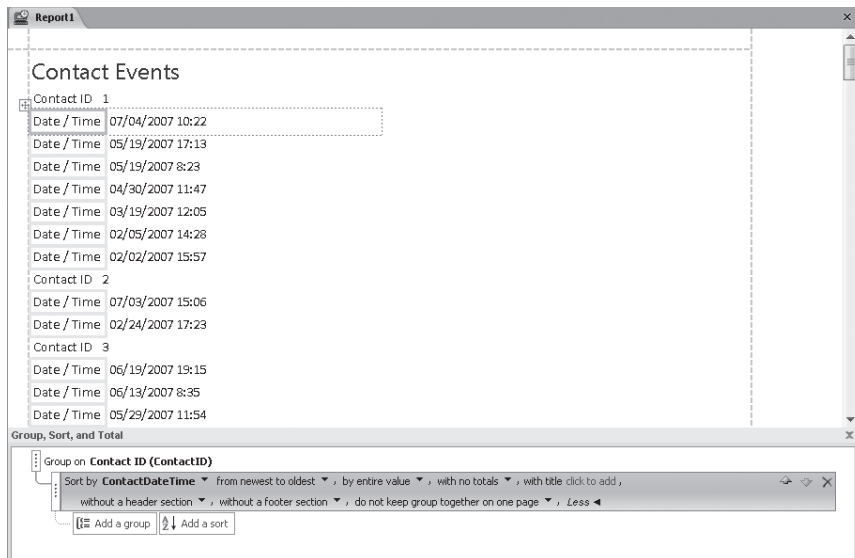 Report1
Contact Events
Contact ID 1
Date / Time 07/04/2007 10:22
Date / Time 05/19/2007 17:13
Date / Time 05/19/2007 8:23
Date / Time 04/30/2007 11:47
Date / Time 03/19/2007 12:05
Date / Time 02/05/2007 14:28
Date / Time 02/02/2007 15:57
Contact ID 2
Date / Time 07/03/2007 15:06
Date / Time 02/24/2007 17:23
Contact ID 3
Date / Time 06/19/2007 19:15
Date / Time 06/13/2007 8:35
Date / Time 05/29/2007 11:54
Group, Sort, and Total
Group on Contact ID (ContactID)
Sort by ContactDateTime from newest to oldest , by entire value , with no totals , with title click to add ,
without a header section , without a footer section , do not keep group together on one page , Less
Add a group Add a sort